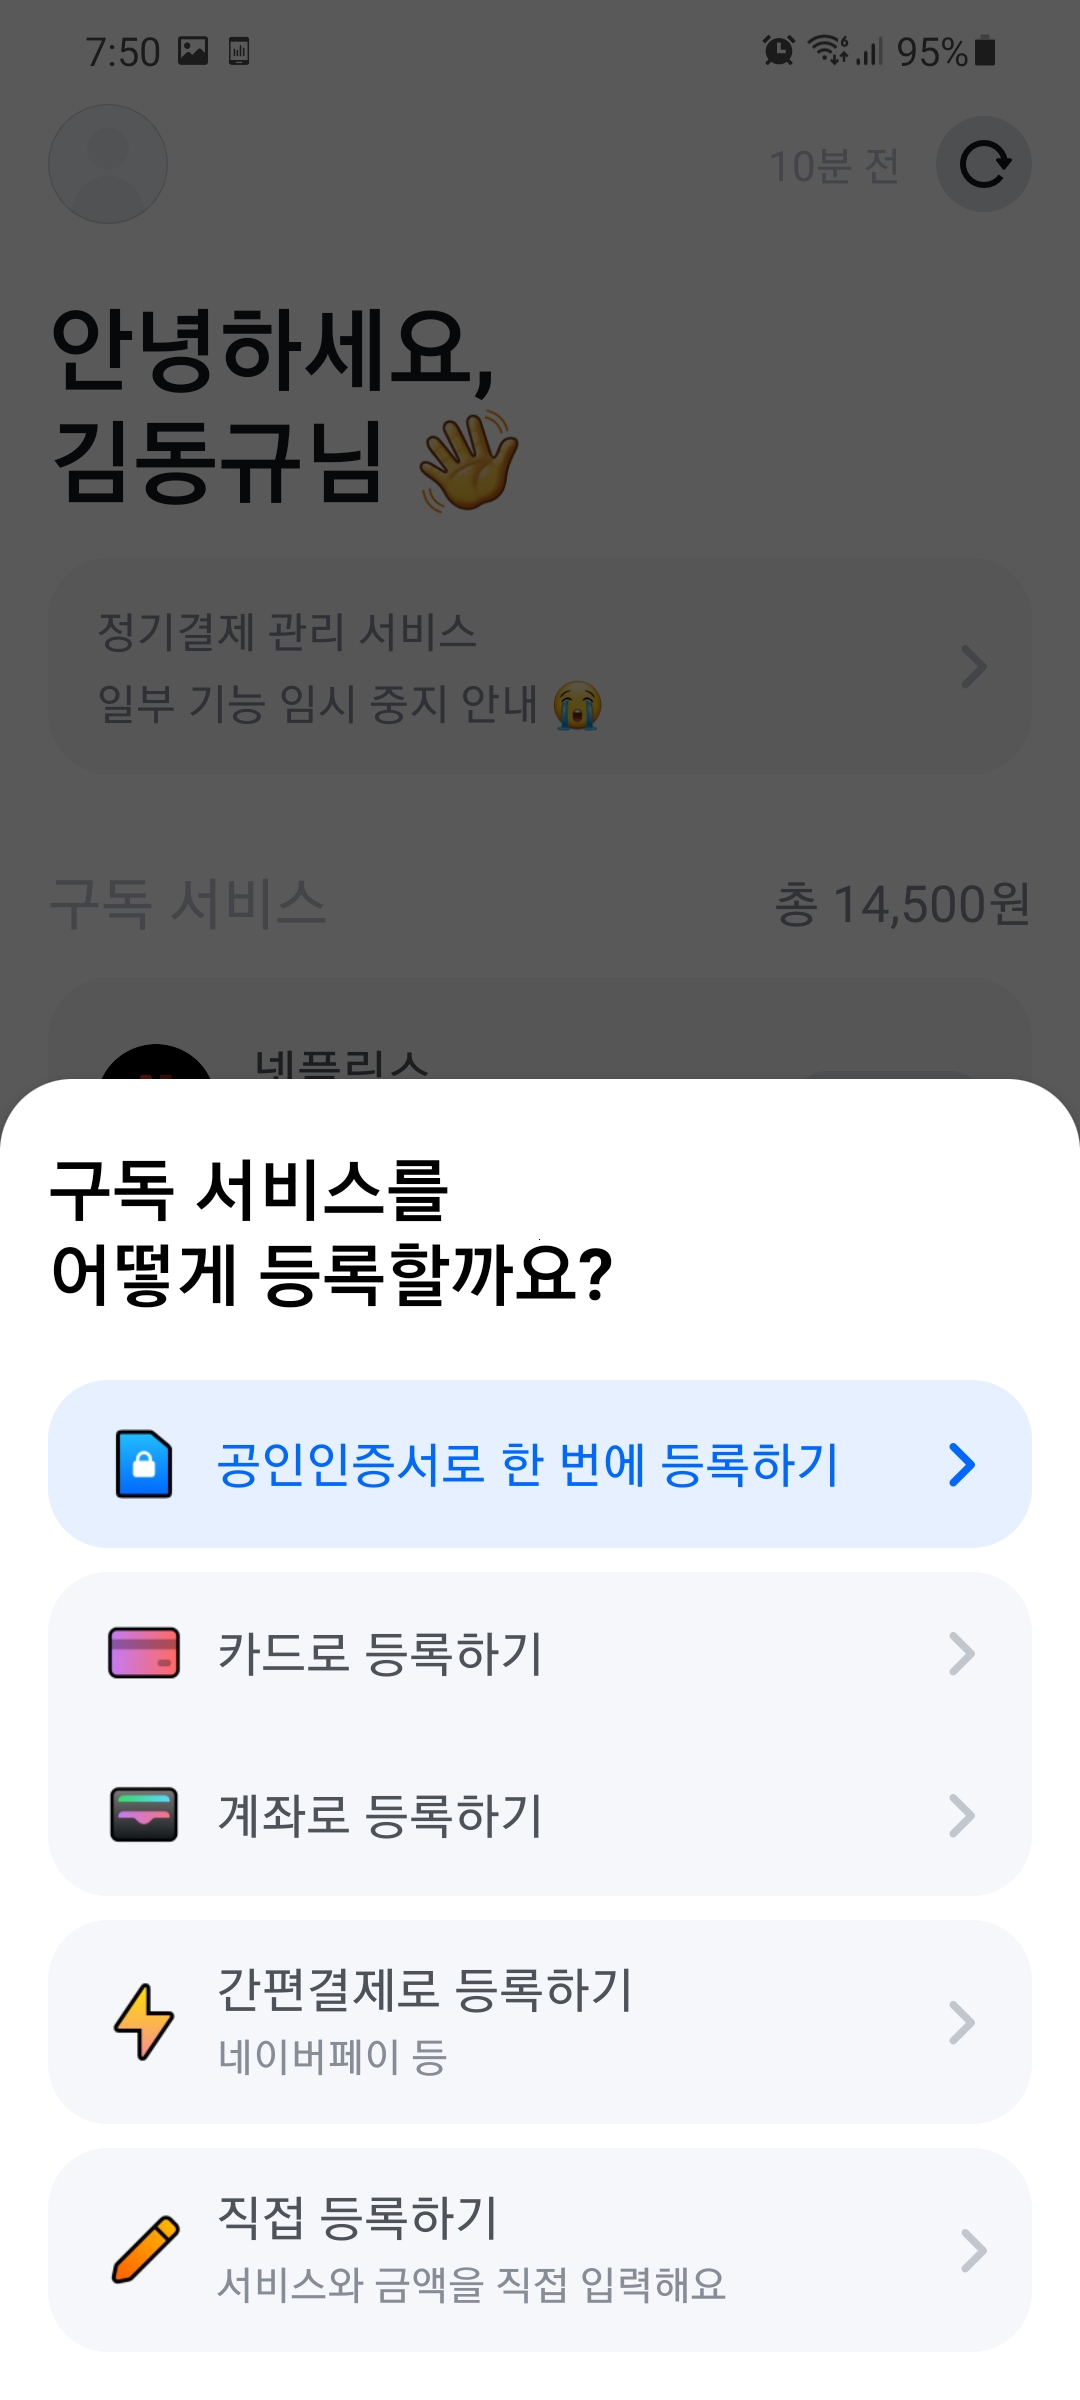 7:50 95%
10분 전
안녕하세요,
김동규님 👋
정기결제 관리 서비스
일부 기능 임시 중지 안내 😭
구독 서비스 총 14,500원
넷플릭스
구독 서비스를
어떻게 등록할까요?
공인인증서로 한 번에 등록하기
카드로 등록하기
계좌로 등록하기
간편결제로 등록하기
네이버페이 등
직접 등록하기
서비스와 금액을 직접 입력해요